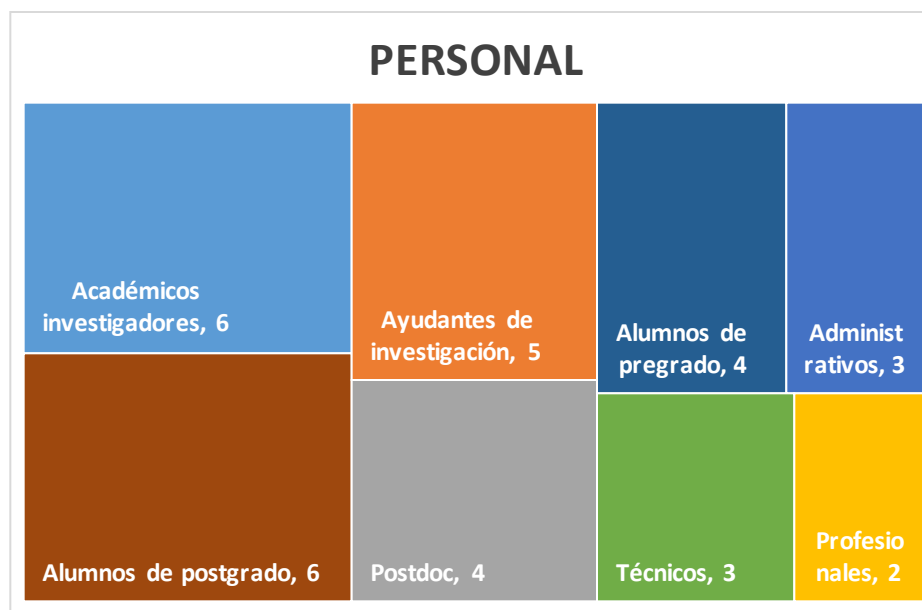 PERSONAL
Académicos
investigadores, 6
Ayudantes de
investigación, 5
Alumnos de
pregrado, 4
Administ
rativos, 3
Alumnos de postgrado, 6
Postdoc, 4
Técnicos, 3
Profesio
nales, 2